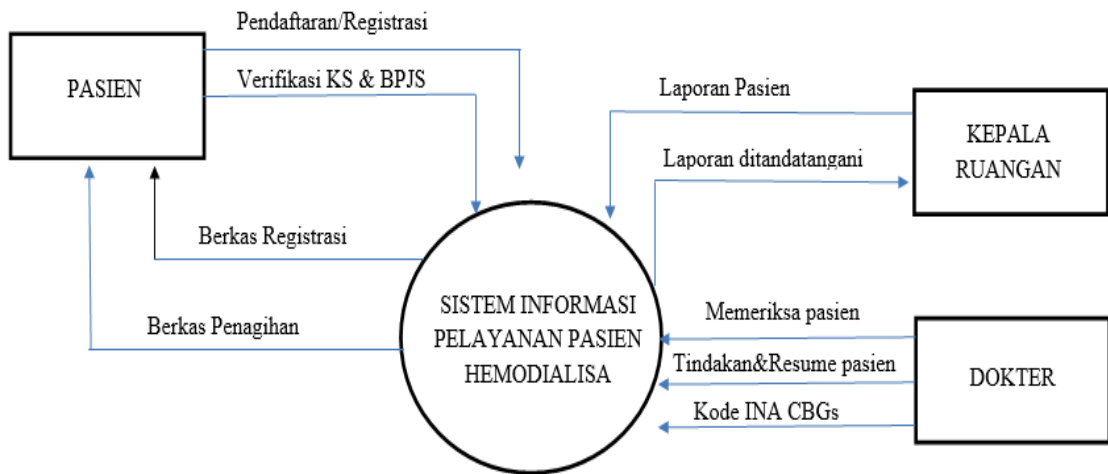 Pendaftaran/Registrasi
PASIEN
Verifikasi KS & BPJS
Laporan Pasien
KEPALA
RUANGAN
Laporan ditandatangani
Berkas Registrasi
Berkas Penagihan
SISTEM INFORMASI
PELAYANAN PASIEN
HEMODIALISA
Memeriksa pasien
Tindakan&Resume pasien
Kode INA CBGs
DOKTER